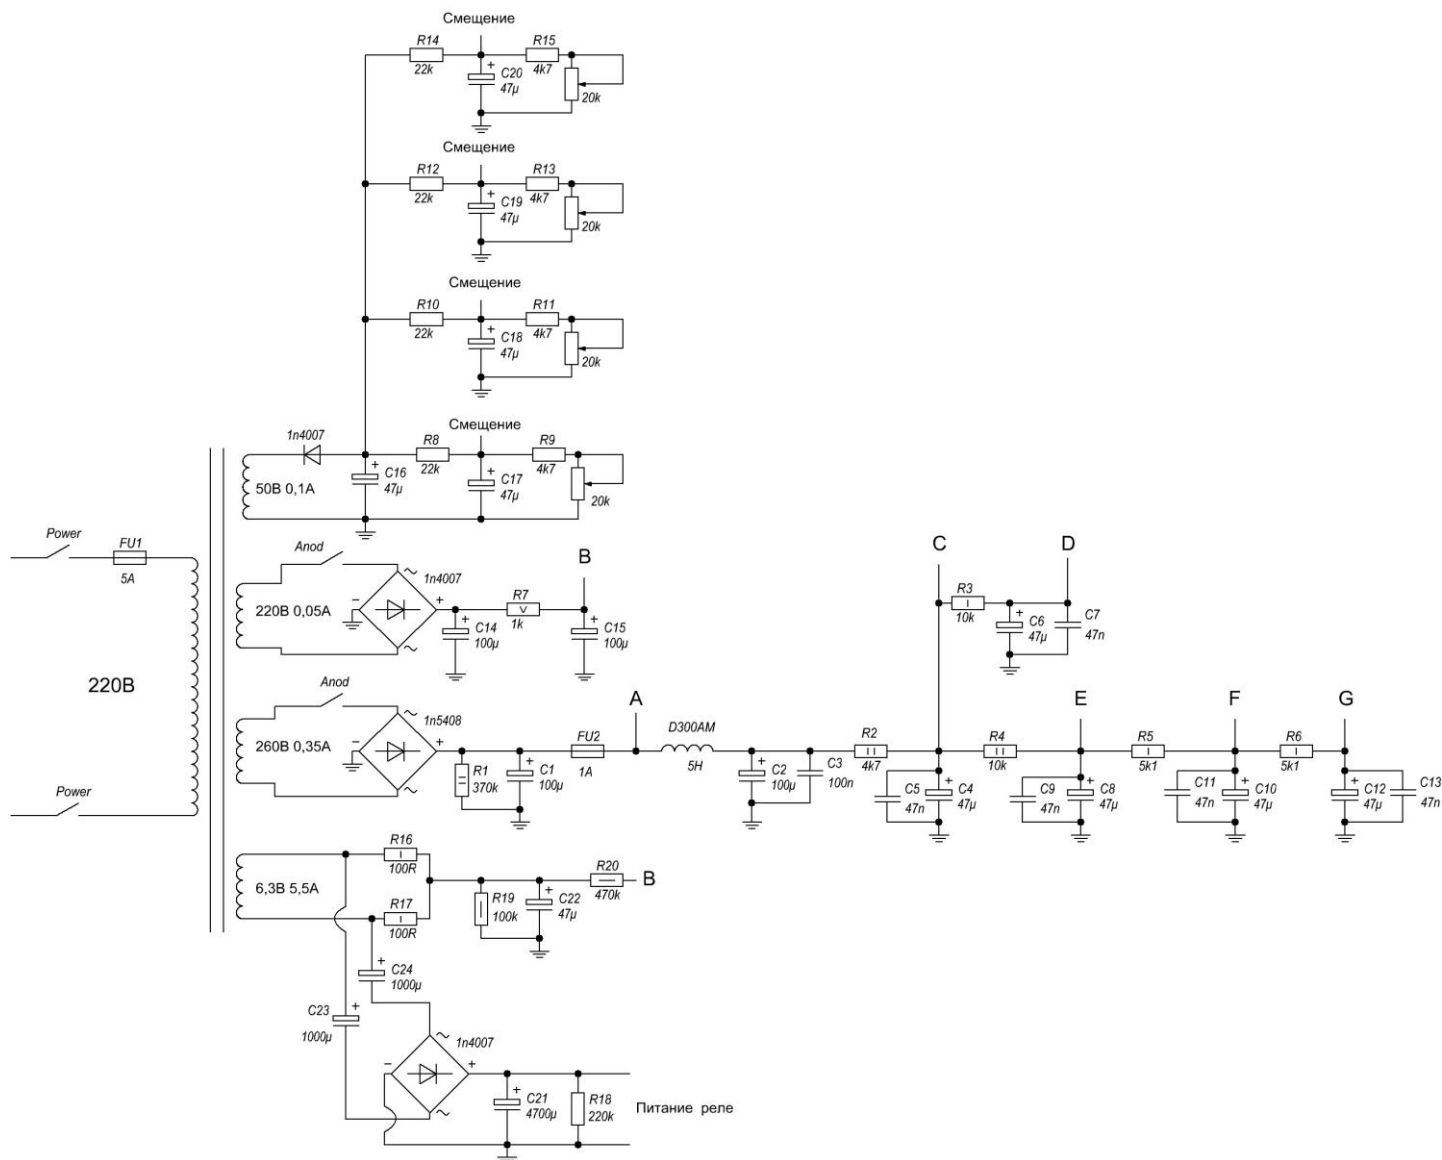 Смещение
R14
R15
+
C20
47µ
22k
4k7
20k
Смещение
R12
R13
+
C19
47µ
22k
4k7
20k
Смещение
R10
R11
+
C18
47µ
22k
4k7
20k
Смещение
1n4007
R8
R9
+
C16
47µ
22k
+
C17
47µ
4k7
20k
50В 0,1А
Power
FU1
5A
Anod
1n4007
B
220В 0,05А
R7
1k
+
C14
100µ
+
C15
100µ
C
D
R3
10k
+
C6
47µ
C7
47n
220В
Anod
1n5408
A
D300AM
E
F
G
260В 0,35А
FU2
1A
5H
R2
4k7
R4
10k
R5
5k1
R6
5k1
R1
370k
+
C1
100µ
+
C2
100µ
C3
100n
C5
47n
+
C4
47µ
C9
47n
+
C8
47µ
C11
47n
+
C10
47µ
+
C12
47µ
C13
47n
Power
R16
100R
6,3В 5,5А
R17
100R
R19
100k
+
C22
47µ
R20
470k
B
+
C24
1000µ
C23
1000µ
+
1n4007
+
C21
4700µ
R18
220k
Питание реле